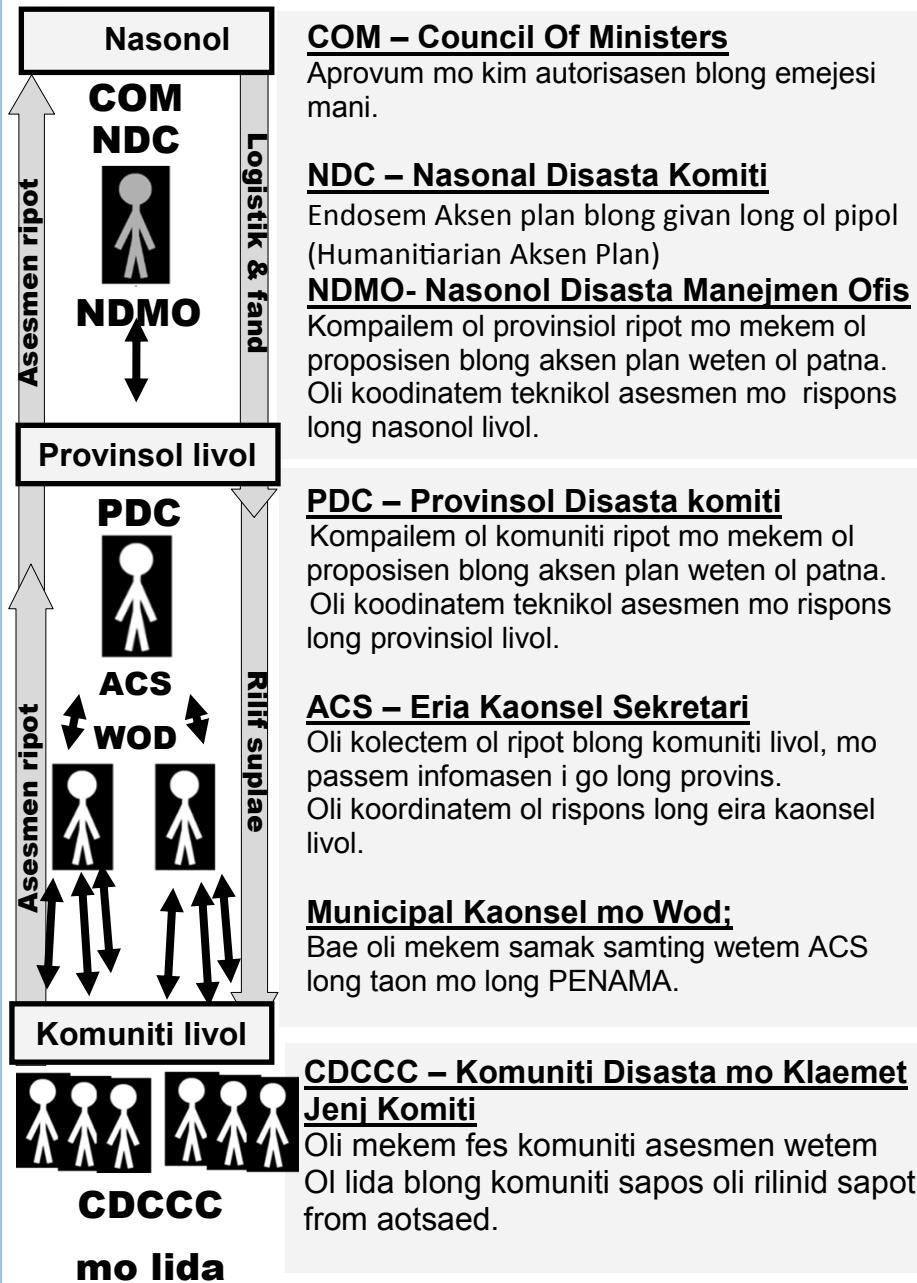 Nasonol
COM
NDC
NDMO
Asesmen ripot
Logistik & fand
COM – Council Of Ministers
Aprovum mo kim autorisasen blong emejesi
mani.
NDC – Nasonal Disasta Komiti
Endosem Aksen plan blong givan long ol pipol
(Humanitiarian Aksen Plan)
NDMO- Nasonol Disasta Manejmen Ofis
Kompailem ol provinsiol ripot mo mekem ol
proposisen blong aksen plan weten ol patna.
Oli koodinatem teknikol asesmen mo rispons
long nasonol livol.
Provinsol livol
PDC
ACS
WOD
Asesmen ripot
Rilif suplae
PDC – Provinsol Disasta komiti
Kompailem ol komuniti ripot mo mekem ol
proposisen blong aksen plan weten ol patna.
Oli koodinatem teknikol asesmen mo rispons
long provinsiol livol.
ACS – Eria Kaonsel Sekretari
Oli kolectem ol ripot blong komuniti livol, mo
passem infomasen i go long provins.
Oli koordinatem ol rispons long eira kaonsel
livol.
Municipal Kaonsel mo Wod;
Bae oli mekem samak samting wetem ACS
long taon mo long PENAMA.
Komuniti livol
CDCCC
mo lida
CDCCC – Komuniti Disasta mo Klaemet
Jenj Komiti
Oli mekem fes komuniti asesmen wetem
Ol lida blong komuniti sapos oli rilinid sapot
from aotsaed.